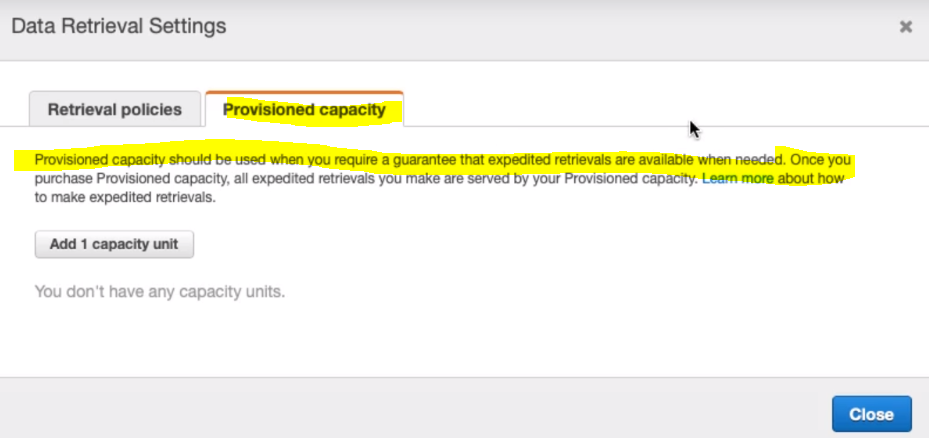 Data Retrieval Settings
×
Retrieval policies
Provisioned capacity
Provisioned capacity should be used when you require a guarantee that expedited retrievals are available when needed. Once you
purchase Provisioned capacity, all expedited retrievals you make are served by your Provisioned capacity. Learn more about how
to make expedited retrievals.
Add 1 capacity unit
You don't have any capacity units.
Close